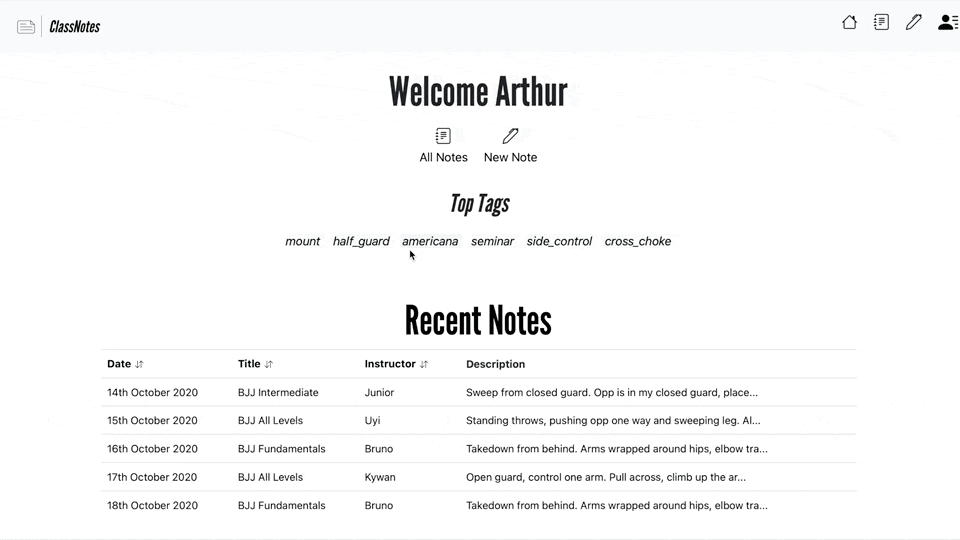 ClassNotes
Welcome Arthur
All Notes New Note
Top Tags
mount half_guard americana seminar side_control cross_choke
Recent Notes
Date Title Instructor Description
14th October 2020 BJJ Intermediate Junior Sweep from closed guard. Opp is in my closed guard, place...
15th October 2020 BJJ All Levels Uyi Standing throws, pushing opp one way and sweeping leg. Al...
16th October 2020 BJJ Fundamentals Bruno Takedown from behind. Arms wrapped around hips, elbow tra...
17th October 2020 BJJ All Levels Kywan Open guard, control one arm. Pull across, climb up the ar...
18th October 2020 BJJ Fundamentals Bruno Takedown from behind. Arms wrapped around hips, elbow tra...